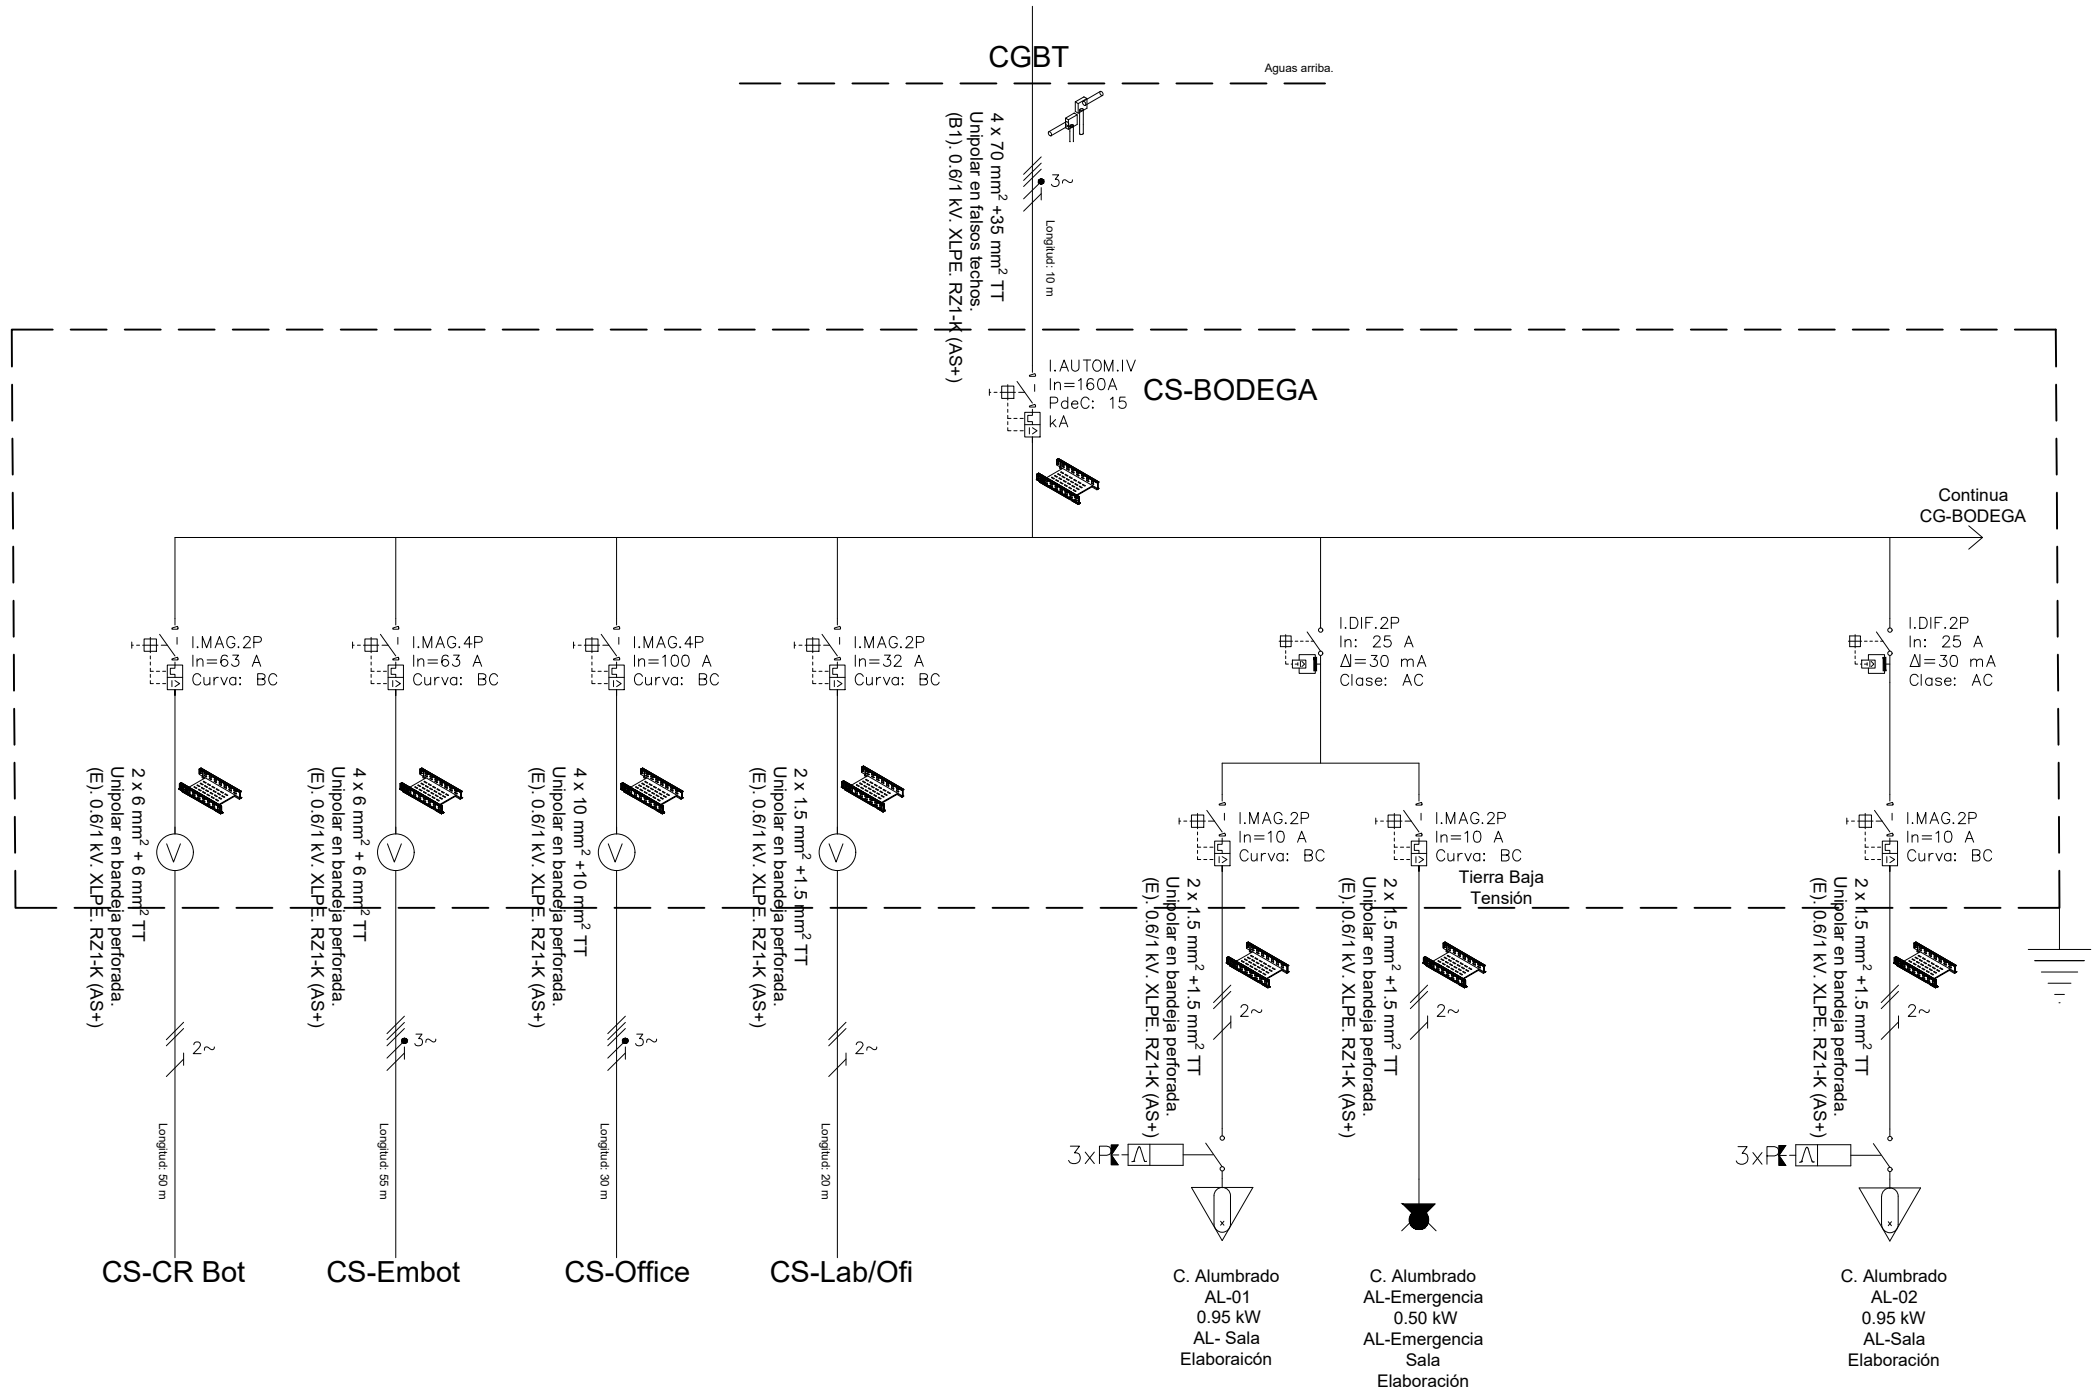 CGBT
Aguas arriba.
4 x 70 mm² +35 mm² TT
Unipolar en falsos techos.
(B1). 0.6/1 kV. XLPE. RZ1-K (AS+)
3~
Longitud: 10 m
I.AUTOM.IV
In=160A
PdeC: 15
kA
CS-BODEGA
Continua
CG-BODEGA
I.MAG.2P
In=63 A
Curva: BC
I.MAG.4P
In=63 A
Curva: BC
I.MAG.4P
In=100 A
Curva: BC
I.MAG.2P
In=32 A
Curva: BC
I.DIF.2P
In: 25 A
ΔI=30 mA
Clase: AC
I.DIF.2P
In: 25 A
ΔI=30 mA
Clase: AC
2 x 6 mm² + 6 mm² TT
Unipolar en bandeja perforada.
(E). 0.6/1 kV. XLPE. RZ1-K (AS+)
V
2~
Longitud: 50 m
CS-CR Bot
4 x 6 mm² + 6 mm² TT
Unipolar en bandeja perforada.
(E). 0.6/1 kV. XLPE. RZ1-K (AS+)
V
3~
Longitud: 55 m
CS-Embot
4 x 10 mm² +10 mm² TT
Unipolar en bandeja perforada.
(E). 0.6/1 kV. XLPE. RZ1-K (AS+)
V
3~
Longitud: 30 m
CS-Office
2 x 1.5 mm² +1.5 mm² TT
Unipolar en bandeja perforada.
(E). 0.6/1 kV. XLPE. RZ1-K (AS+)
V
2~
Longitud: 20 m
CS-Lab/Ofi
I.MAG.2P
In=10 A
Curva: BC
2 x 1.5 mm² +1.5 mm² TT
Unipolar en bandeja perforada.
(E). 0.6/1 kV. XLPE. RZ1-K (AS+)
2~
3xP
x
C. Alumbrado
AL-01
0.95 kW
AL- Sala
Elaboraicón
I.MAG.2P
In=10 A
Curva: BC
Tierra Baja
Tensión
2 x 1.5 mm² +1.5 mm² TT
Unipolar en bandeja perforada.
(E). 0.6/1 kV. XLPE. RZ1-K (AS+)
2~
C. Alumbrado
AL-Emergencia
0.50 kW
AL-Emergencia
Sala
Elaboración
I.MAG.2P
In=10 A
Curva: BC
2 x 1.5 mm² +1.5 mm² TT
Unipolar en bandeja perforada.
(E). 0.6/1 kV. XLPE. RZ1-K (AS+)
2~
3xP
x
C. Alumbrado
AL-02
0.95 kW
AL-Sala
Elaboración